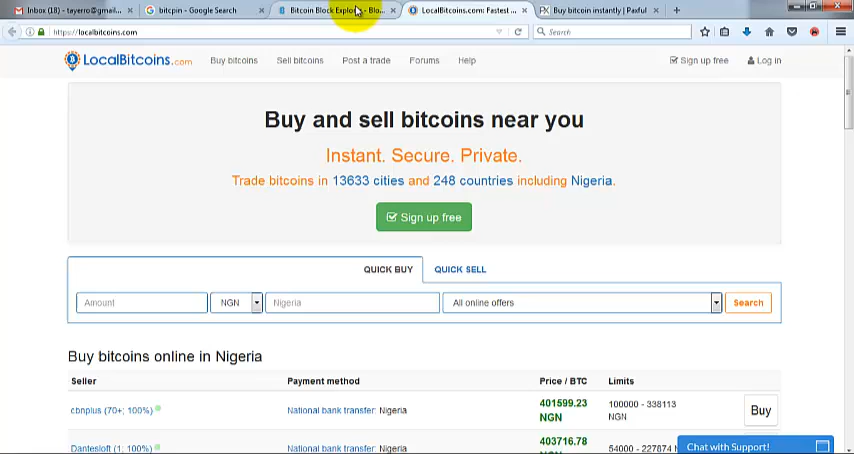 Inbox (18) - tayerro@gmail...
bitcpin - Google Search
Bitcoin Block Explo - Blo...
LocalBitcoins.com: Fastest ...
Buy bitcoin instantly | Paxful
https://localbitcoins.com
Search
LocalBitcoins.com
Buy bitcoins
Sell bitcoins
Post a trade
Forums
Help
Sign up free
Log in
Buy and sell bitcoins near you
Instant. Secure. Private.
Trade bitcoins in 13633 cities and 248 countries including Nigeria.
Sign up free
QUICK BUY
QUICK SELL
Amount
NGN
Nigeria
All online offers
Search
Buy bitcoins online in Nigeria
Seller
Payment method
Price / BTC
Limits
cbnplus (70+; 100%)
National bank transfer: Nigeria
401599.23
NGN
100000 - 338113
NGN
Buy
Dantesloft (1; 100%)
National bank transfer: Nigeria
403716.78
54000 - 227874
Chat with Support!